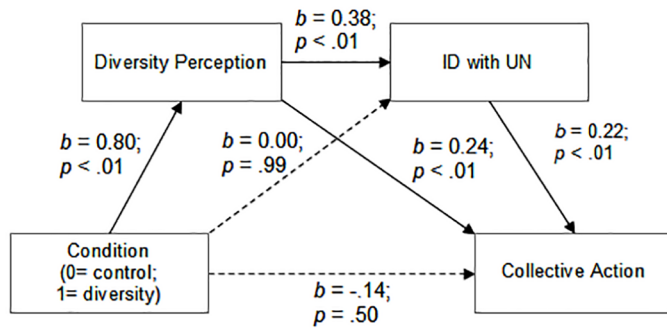 b = 0.38;
p < .01
Diversity Perception
ID with UN
b = 0.80;
p < .01
b = 0.00;
p = .99
b = 0.24;
p < .01
b = 0.22;
p < .01
Condition
(0= control;
1= diversity)
Collective Action
b = -.14;
p = .50